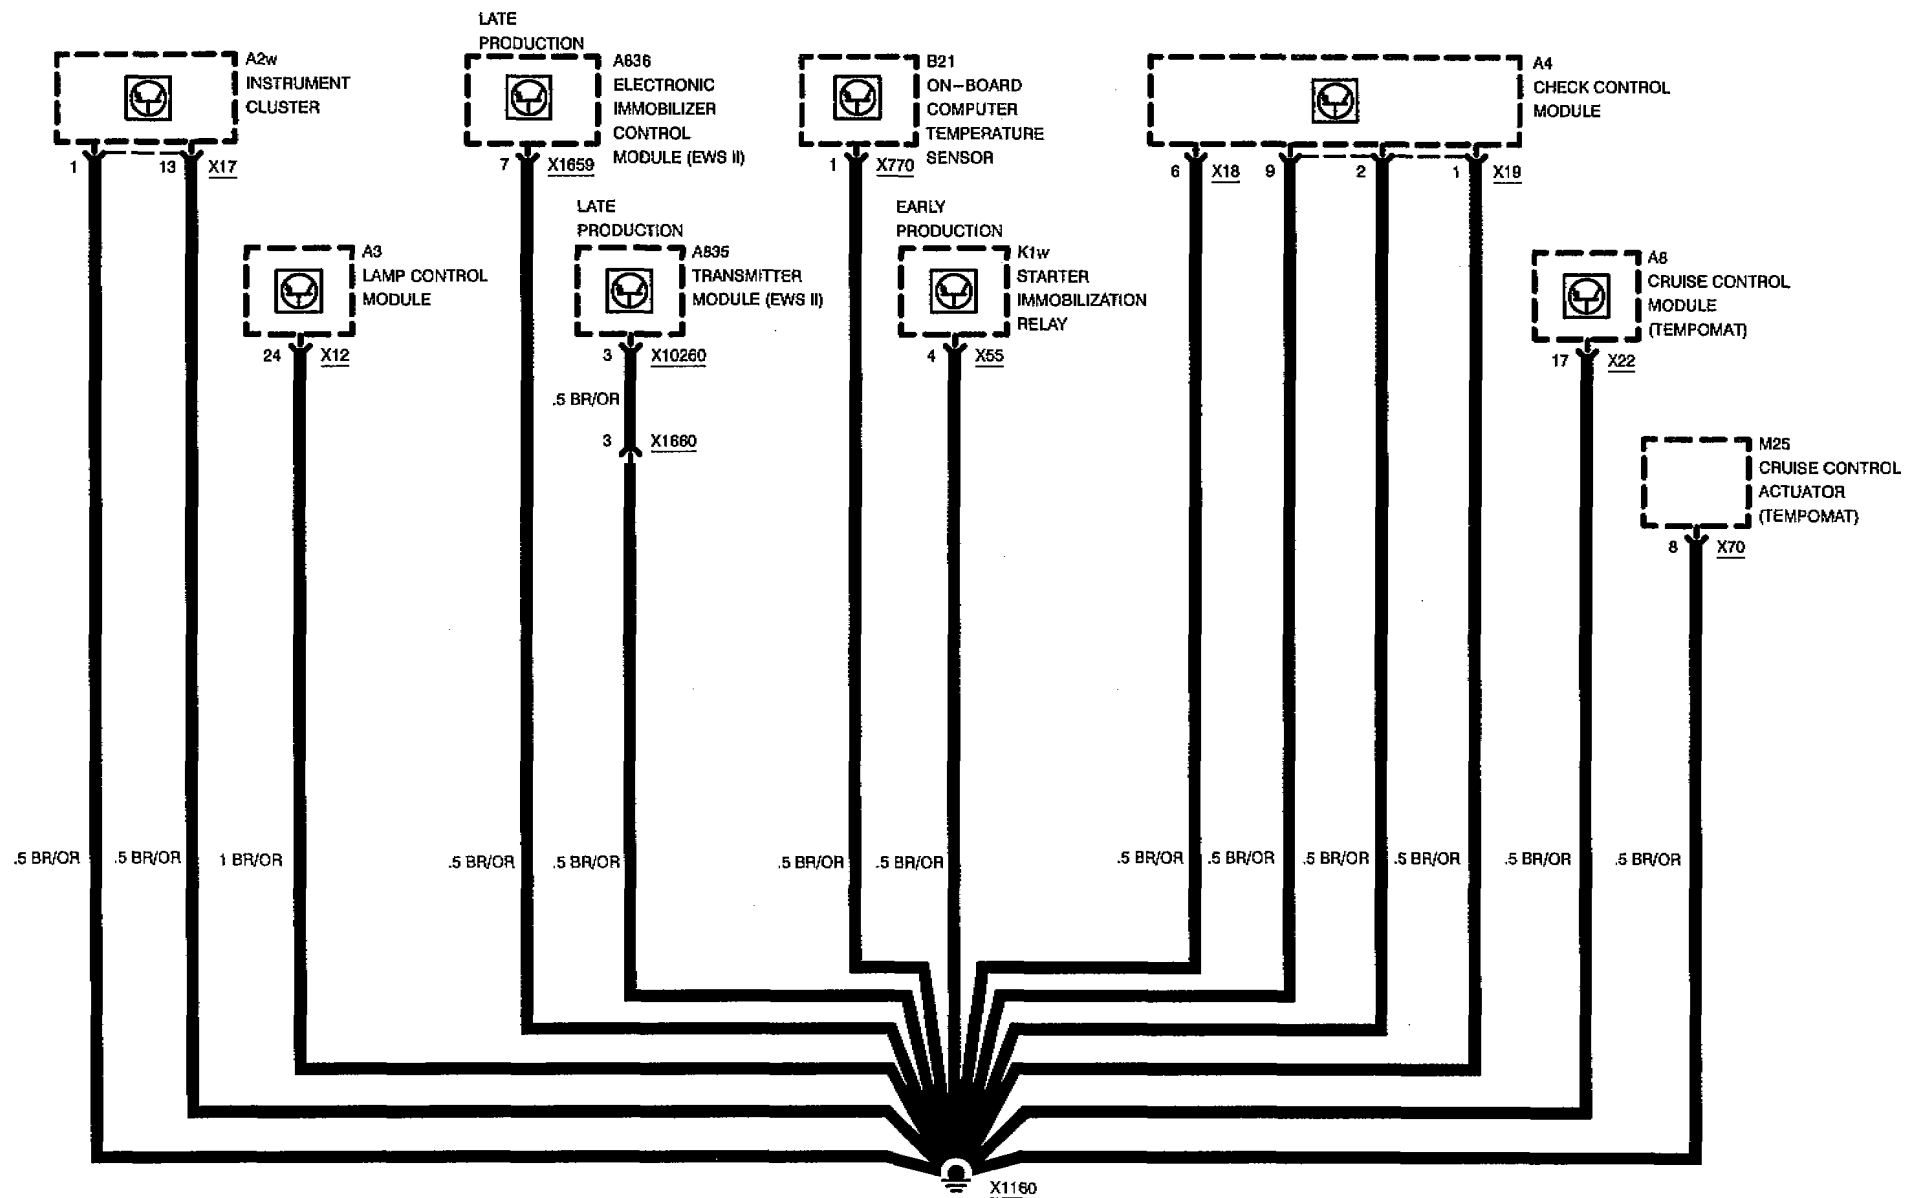 LATE
PRODUCTION
A2w
INSTRUMENT
CLUSTER
1
13
X17
A836
ELECTRONIC
IMMOBILIZER
CONTROL
MODULE (EWS II)
7
X1659
B21
ON-BOARD
COMPUTER
TEMPERATURE
SENSOR
1
X770
A4
CHECK CONTROL
MODULE
6
X18
9
2
1
X19
A3
LAMP CONTROL
MODULE
24
X12
LATE
PRODUCTION
A835
TRANSMITTER
MODULE (EWS II)
3
X10260
.5 BR/OR
3
X1660
EARLY
PRODUCTION
K1w
STARTER
IMMOBILIZATION
RELAY
4
X55
A8
CRUISE CONTROL
MODULE
(TEMPOMAT)
17
X22
M25
CRUISE CONTROL
ACTUATOR
(TEMPOMAT)
8
X70
.5 BR/OR
.5 BR/OR
1 BR/OR
.5 BR/OR
.5 BR/OR
.5 BR/OR
.5 BR/OR
.5 BR/OR
.5 BR/OR
.5 BR/OR
.5 BR/OR
.5 BR/OR
.5 BR/OR
X1160